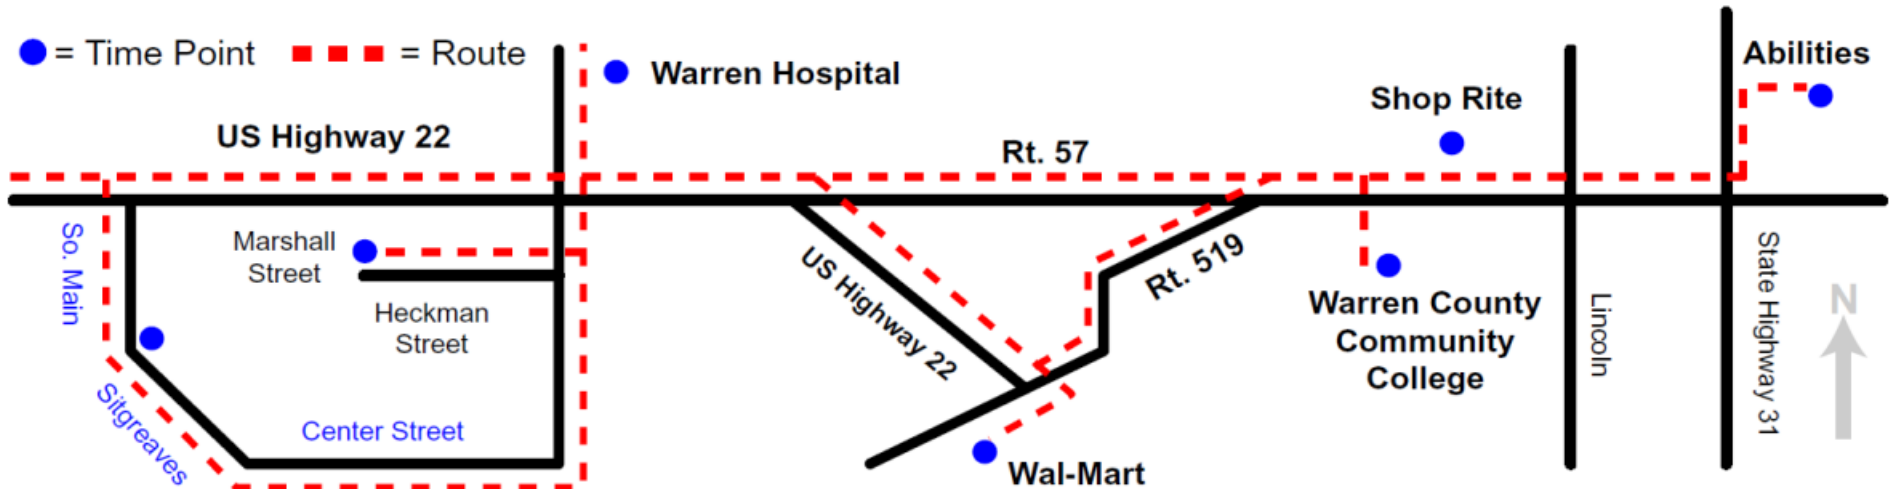 = Time Point
= Route
Warren Hospital
Abilities
Shop Rite
US Highway 22
Rt. 57
So. Main
Marshall
Street
Heckman
Street
US Highway 22
Rt. 519
Warren County
Community
College
Lincoln
State Highway 31
N
Sitgreaves
Center Street
Wal-Mart